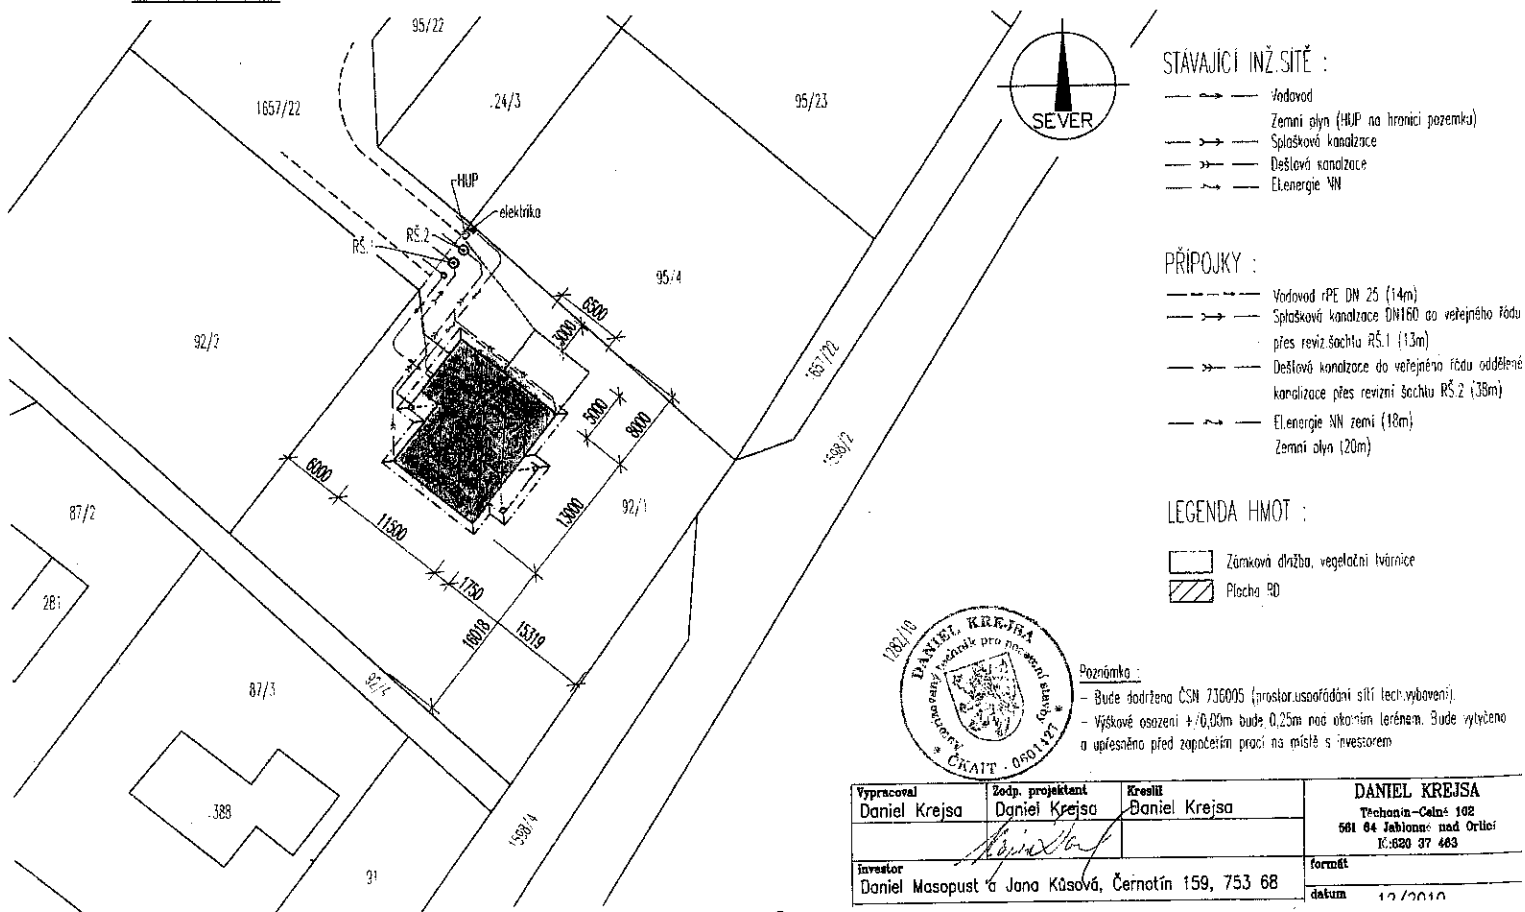 95/22
1657/22
.24/3
95/23
HUP
elektrika
RŠ.2
RŠ.1
95/4
92/2
6500
3000
5000
8000
1657/22
1698/2
6000
11500
13000
92/1
1750
16018
15319
87/2
281
87/3
92/4
.388
31
1598/4
SEVER
STÁVAJÍCÍ INŽ.SÍTĚ :
Vodovod
Zemní plyn (HUP na hranici pozemku)
Splašková kanalizace
Dešťová kanalizace
El.energie NN
PŘÍPOJKY :
Vodovod rPE DN 25 (14m)
Splašková kanalizace DN160 do veřejného řádu
přes reviz.šachtu RŠ.1 (13m)
Dešťová kanalizace do veřejného řádu oddělené
kanalizace přes revizní šachtu RŠ.2 (38m)
El.energie NN zemní (18m)
Zemní plyn (20m)
LEGENDA HMOT :
Zámková dlažba, vegetační tvárnice
Plocha RD
1282/10
DANIEL KREJSA
Autorizovaný technik pro pozemní stavby
* ČKAIT - 0601427 *
Poznámka :
- Bude dodržena ČSN 736005 (prostor.uspořádání sítí tech.vybavení).
- Výškové osazení +/0,00m bude 0,25m nad okolním terénem. Bude vytyčeno
a upřesněno před započetím prací na místě s investorem
Vypracoval
Daniel Krejsa
Zodp. projektant
Daniel Krejsa
Kreslil
Daniel Krejsa
DANIEL KREJSA
Těchonín-Celné 102
561 64 Jablonné nad Orlicí
IČ:620 37 463
investor
Daniel Masopust a Jana Kůsová, Černotín 159, 753 68
formát
datum 12/2010